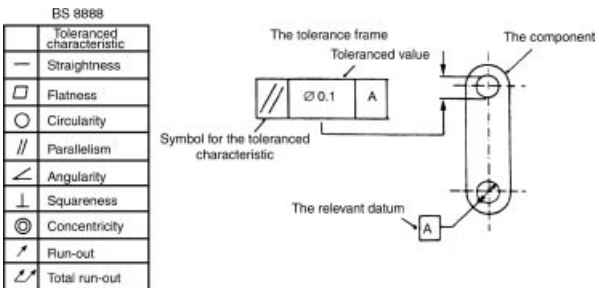 BS 8888
Toleranced
characteristic
Straightness
Flatness
Circularity
Parallelism
Angularity
Squareness
Concentricity
Run-out
Total run-out
The tolerance frame
Toleranced value
// Ø 0.1 A
Symbol for the toleranced
characteristic
The component
The relevant datum
A